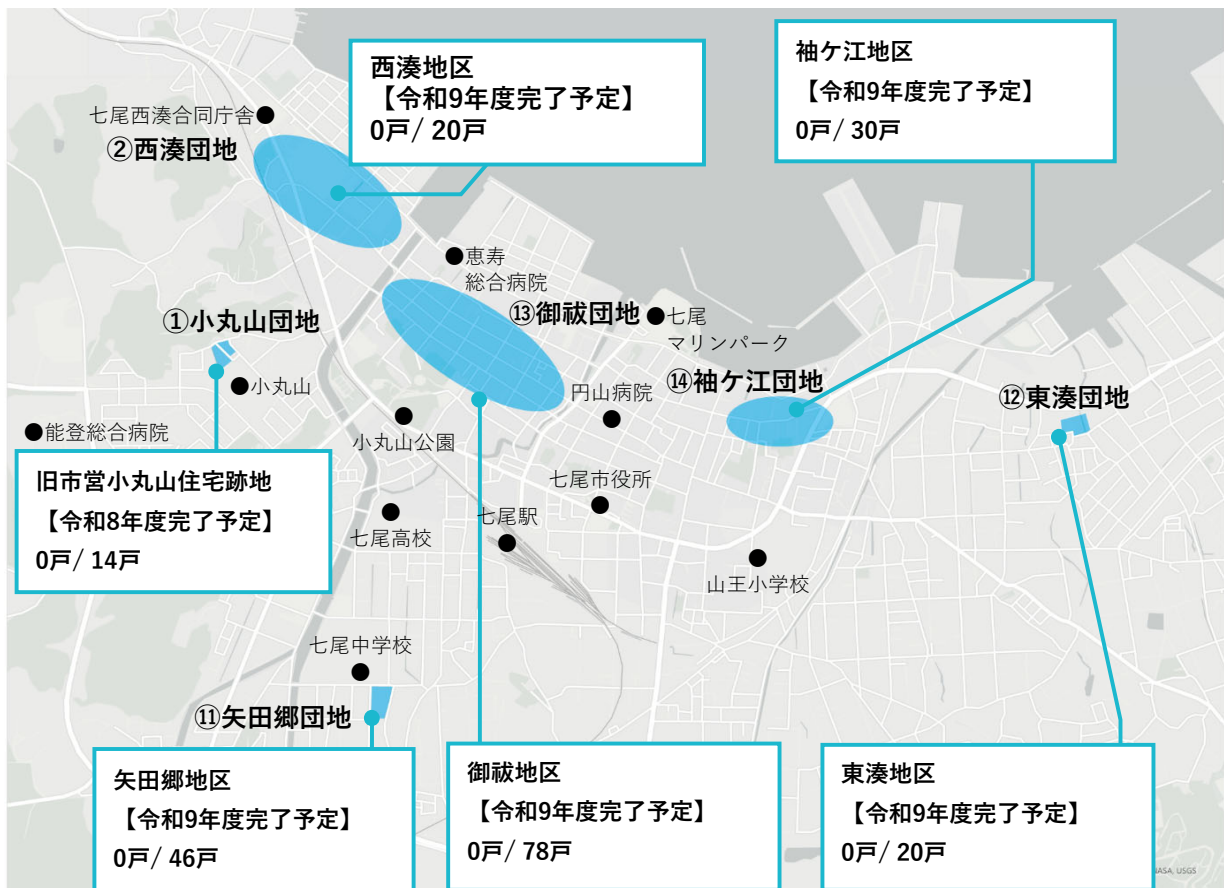 西湊地区
【令和9年度完了予定】
0戸/ 20戸
袖ケ江地区
【令和9年度完了予定】
0戸/ 30戸
七尾西湊合同庁舎
②西湊団地
恵寿
総合病院
⑬御祓団地
七尾
マリンパーク
①小丸山団地
小丸山
円山病院
⑭袖ケ江団地
⑫東湊団地
能登総合病院
小丸山公園
旧市営小丸山住宅跡地
【令和8年度完了予定】
0戸/ 14戸
七尾市役所
七尾高校
七尾駅
山王小学校
七尾中学校
⑪矢田郷団地
矢田郷地区
【令和9年度完了予定】
0戸/ 46戸
御祓地区
【令和9年度完了予定】
0戸/ 78戸
東湊地区
【令和9年度完了予定】
0戸/ 20戸
USGS